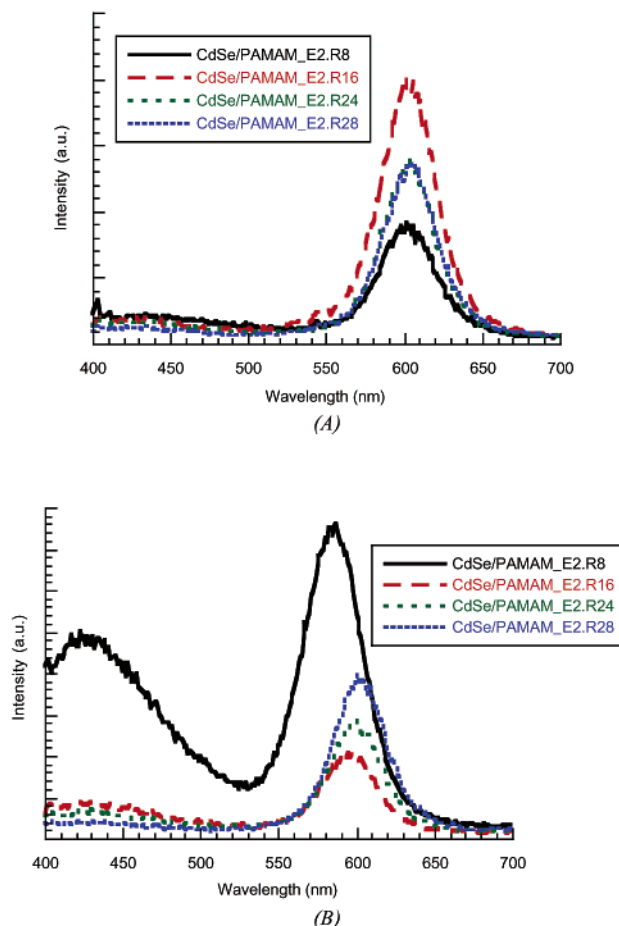 CdSe/PAMAM_E2.R8
CdSe/PAMAM_E2.R16
CdSe/PAMAM_E2.R24
CdSe/PAMAM_E2.R28
Intensity (a.u.)
400 450 500 550 600 650 700
Wavelength (nm)
(A)
CdSe/PAMAM_E2.R8
CdSe/PAMAM_E2.R16
CdSe/PAMAM_E2.R24
CdSe/PAMAM_E2.R28
Intensity (a.u.)
400 450 500 550 600 650 700
Wavelength (nm)
(B)